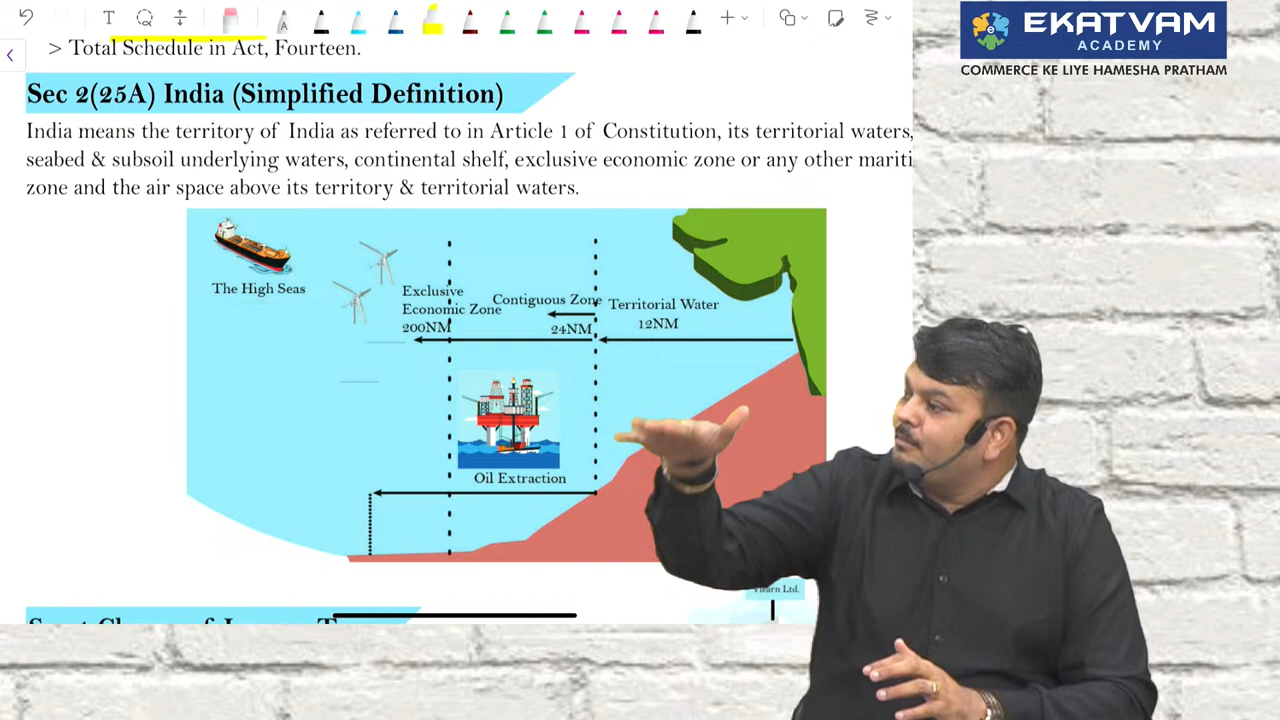 EKATVAM
ACADEMY
COMMERCE KE LIYE HAMESHA PRATHAM
> Total Schedule in Act, Fourteen.
Sec 2(25A) India (Simplified Definition)
India means the territory of India as referred to in Article 1 of Constitution, its territorial waters,
seabed & subsoil underlying waters, continental shelf, exclusive economic zone or any other mariti
zone and the air space above its territory & territorial waters.
The High Seas
Exclusive
Economic Zone
200NM
Contiguous Zone
24NM
Territorial Water
12NM
Oil Extraction
Ltd.